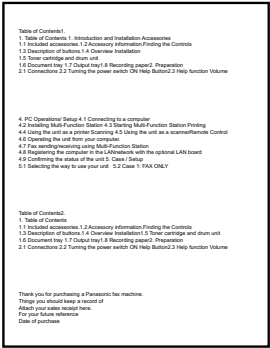 Table of Contents1.
1. Table of Contents 1. Introduction and Installation Accessories
1.1 Included accessories.1.2 Accessory information.Finding the Controls
1.3 Description of buttons.1.4 Overview Installation
1.5 Toner cartridge and drum unit
1.6 Document tray 1.7 Output tray1.8 Recording paper2. Preparation
2.1 Connections 2.2 Turning the power switch ON Help Button2.3 Help function Volume
4. PC Operations/ Setup 4.1 Connecting to a computer
4.2 Installing Multi-Function Station 4.3 Starting Multi-Function Station Printing
4.4 Using the unit as a printer Scanning 4.5 Using the unit as a scannerRemote Control
4.6 Operating the unit from your computer.
4.7 Fax sending/receiving using Multi-Function Station
4.8 Registering the computer in the LANnetwork with the optional LAN board
4.9 Confirming the status of the unit 5. Case / Setup
5.1 Selecting the way to use your unit 5.2 Case 1: FAX ONLY
Table of Contents2.
1. Table of Contents
1.1 Included accessories.1.2 Accessory information.Finding the Controls
1.3 Description of buttons.1.4 Overview Installation1.5 Toner cartridge and drum unit
1.6 Document tray 1.7 Output tray1.8 Recording paper2. Preparation
2.1 Connections 2.2 Turning the power switch ON Help Button2.3 Help function Volume
Thank you for purchasing a Panasonic fax machine.
Things you should keep a record of
Attach your sales receipt here.
For your future reference
Date of purchase